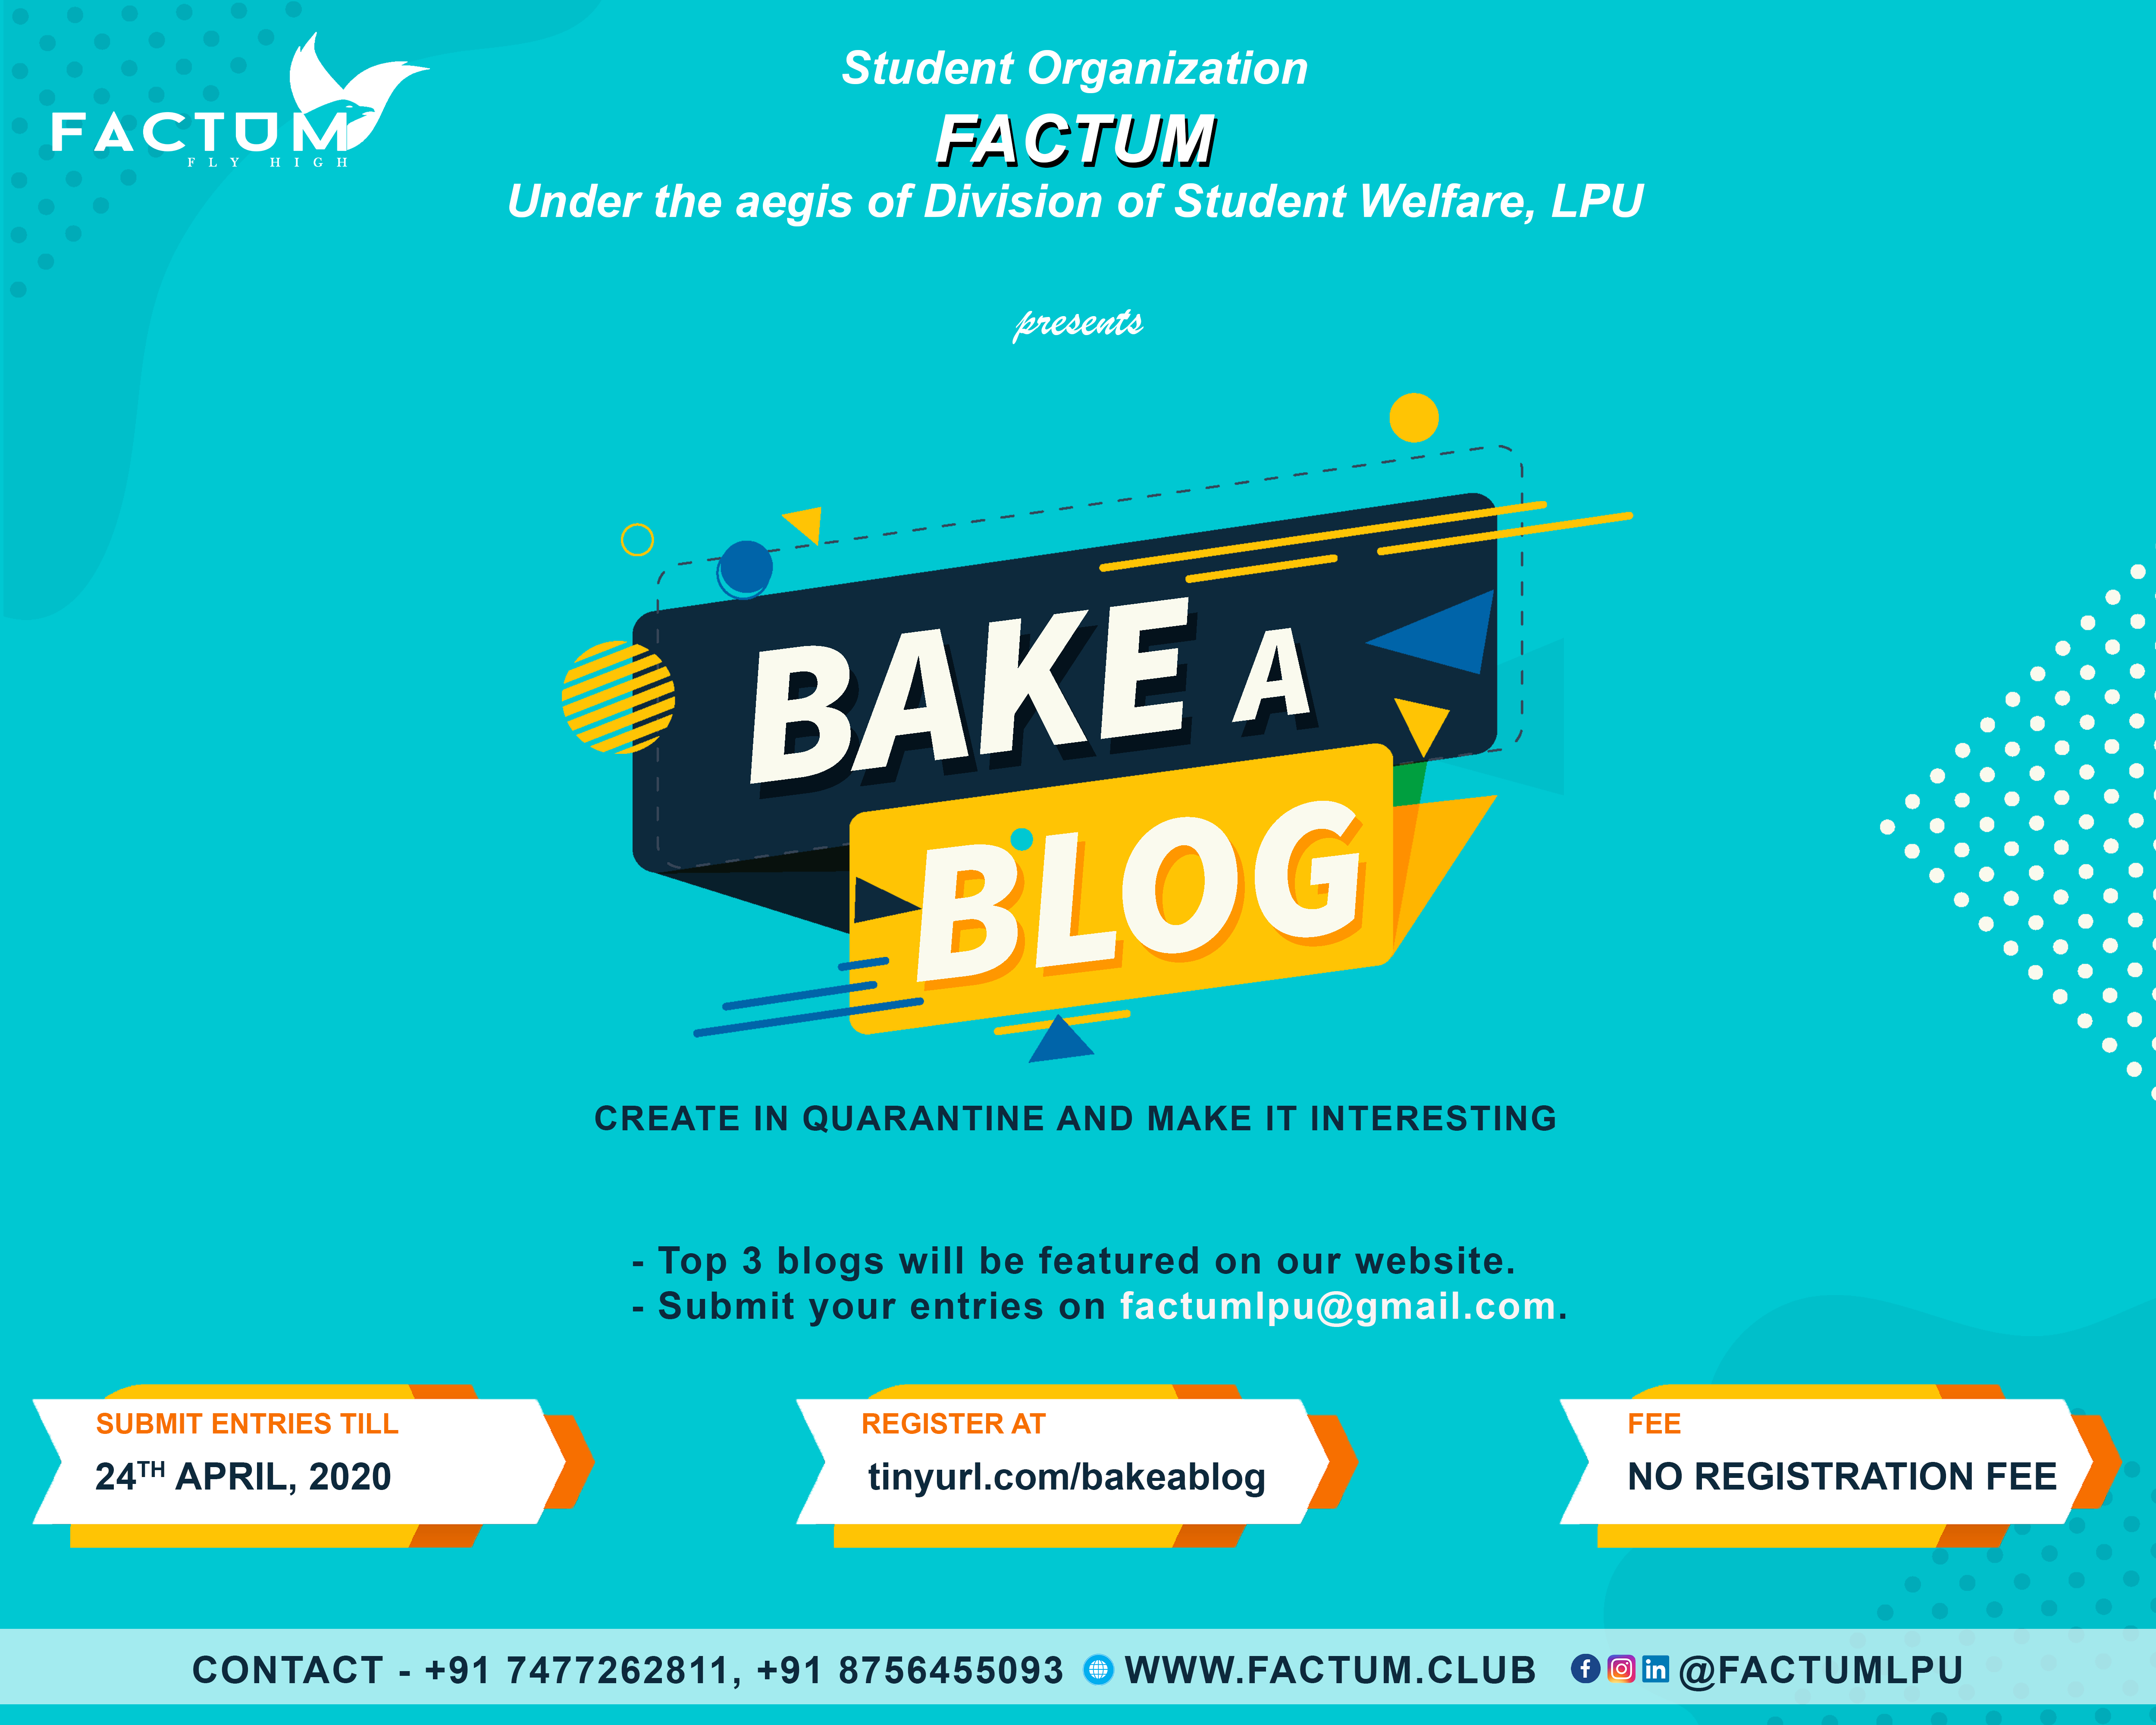 FACTUM
FLY HIGH
Student Organization
FACTUM
Under the aegis of Division of Student Welfare, LPU
presents
BAKE A
BLOG
CREATE IN QUARANTINE AND MAKE IT INTERESTING
- Top 3 blogs will be featured on our website.
- Submit your entries on factumlpu@gmail.com.
SUBMIT ENTRIES TILL
24TH APRIL, 2020
REGISTER AT
tinyurl.com/bakeablog
FEE
NO REGISTRATION FEE
CONTACT - +91 7477262811, +91 8756455093 WWW.FACTUM.CLUB f in @FACTUMLPU